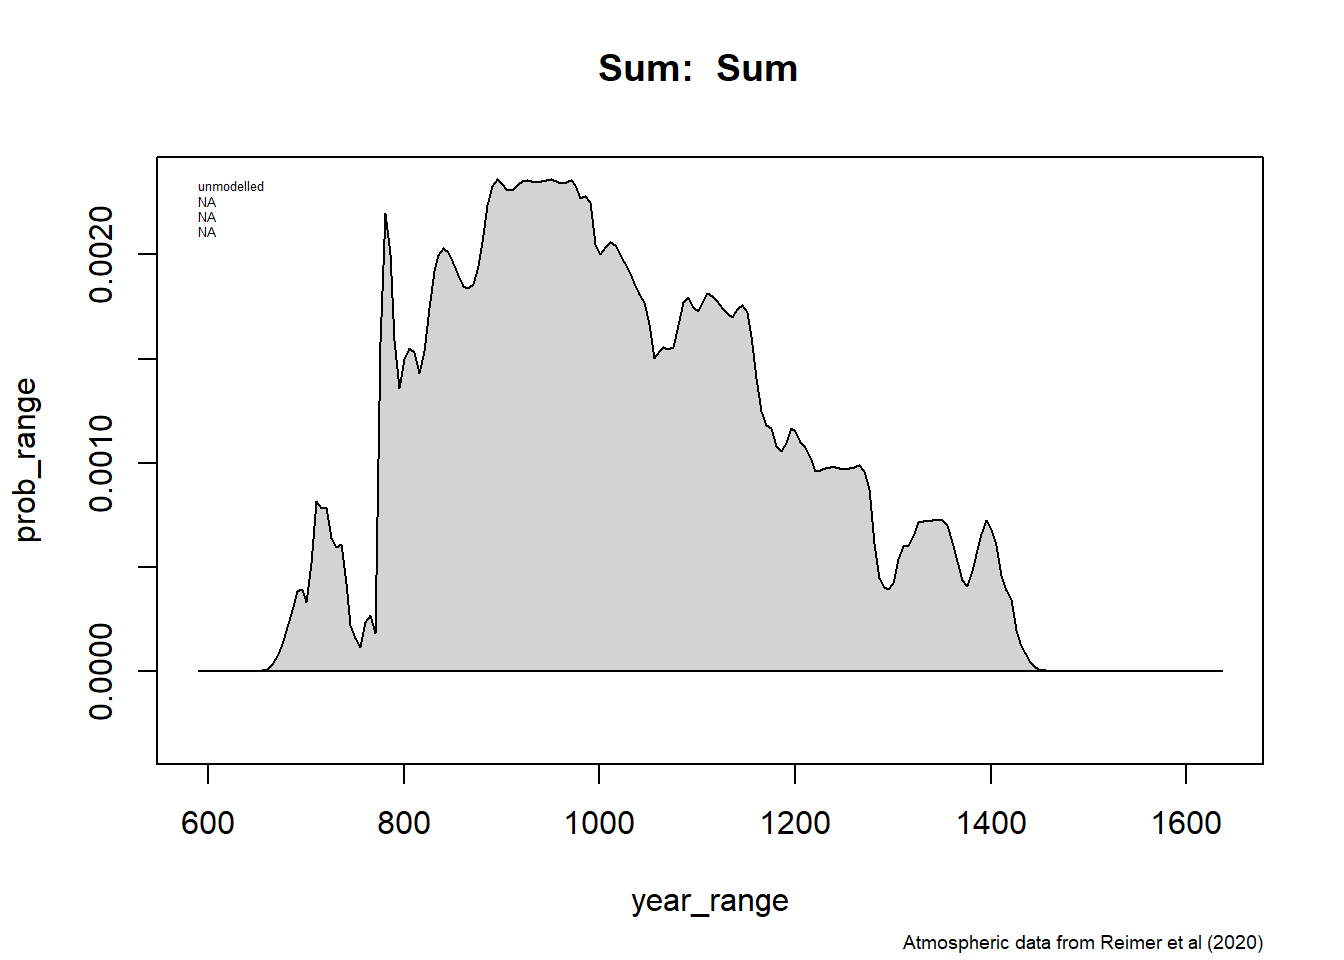 Sum:  Sum
unmodelled
NA
NA
NA
prob_range
0.0020
0.0010
0.0000
600 800 1000 1200 1400 1600
year_range
Atmospheric data from Reimer et al (2020)